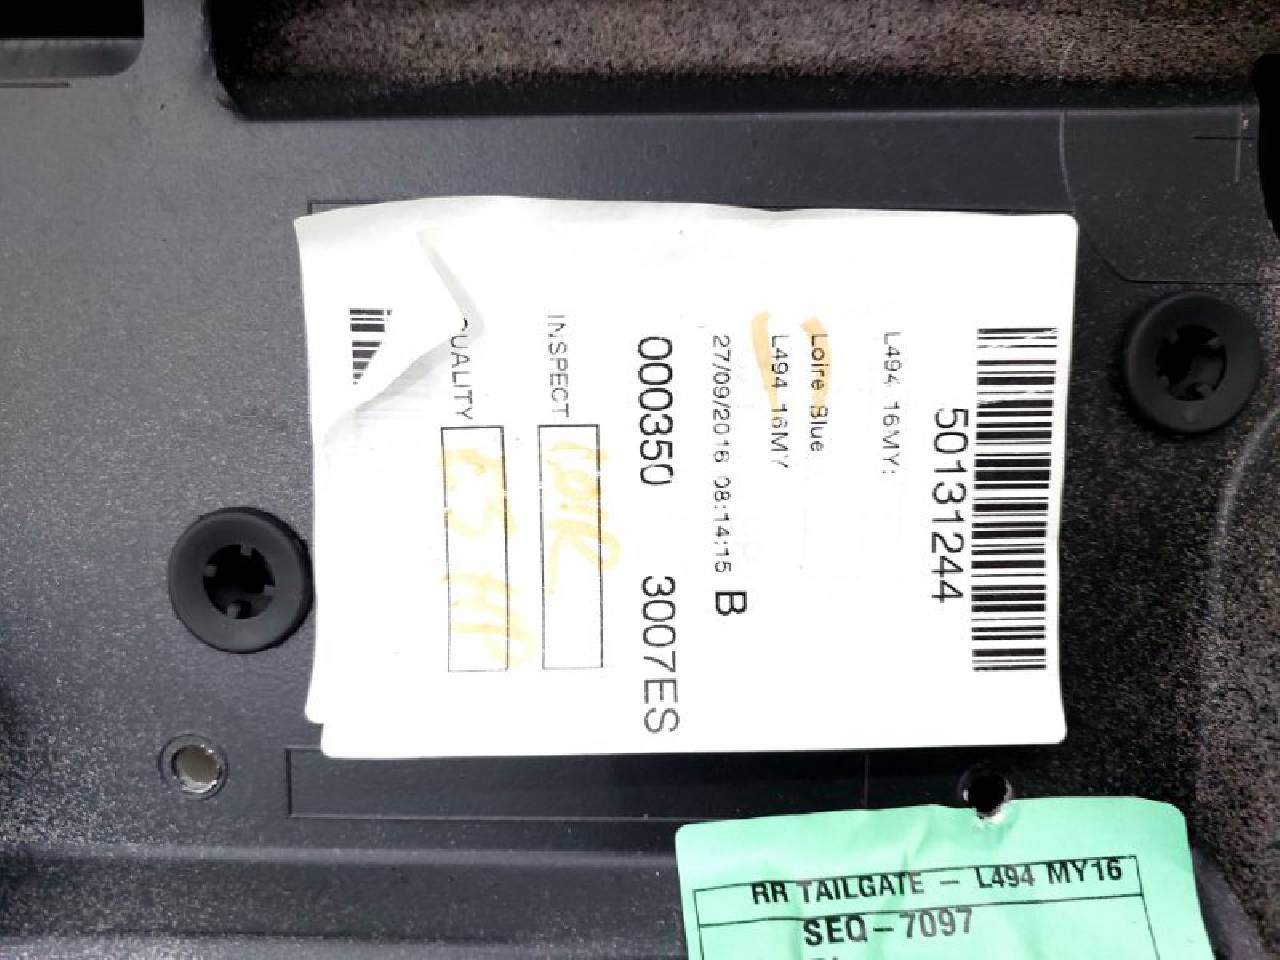 50131244
L494 16MY:
Loire Blue
L494 16MY
27/09/2016 08:14:15 B
000350 3007ES
INSPECT
QUALITY
RR TAILGATE - L494 MY16
SEQ-7097